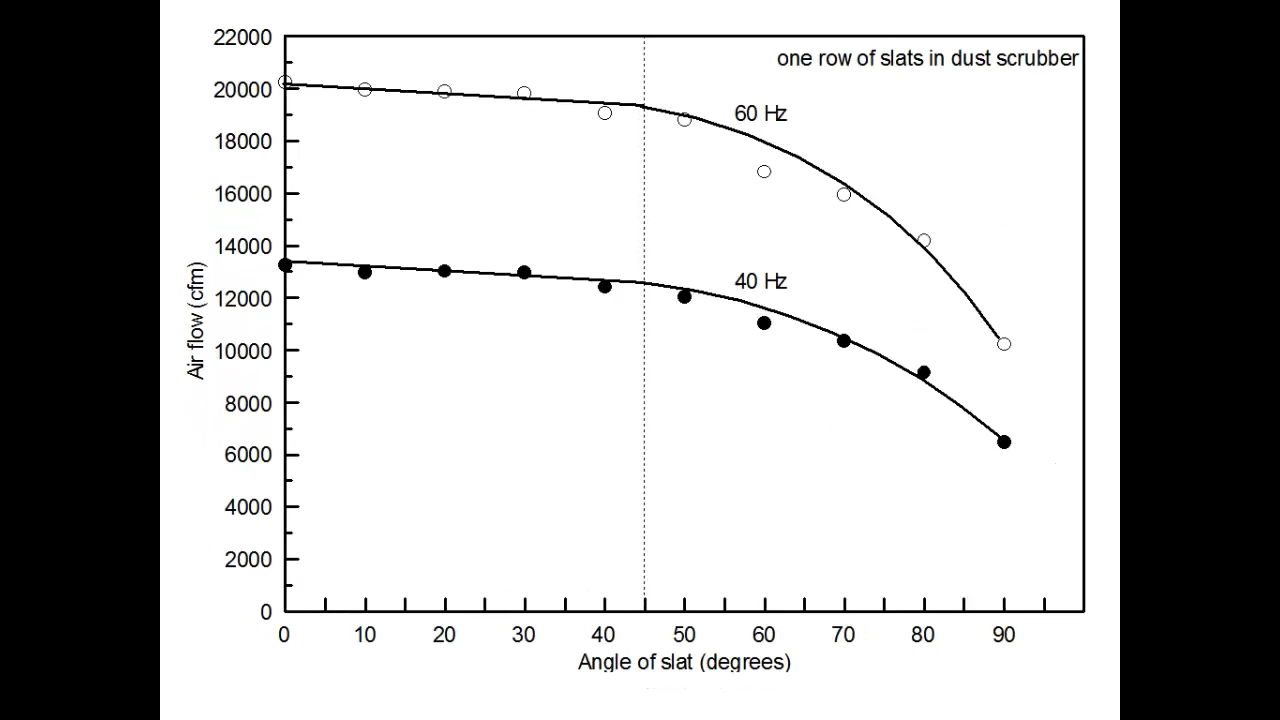 22000
one row of slats in dust scrubber
20000
60 Hz
18000
16000
14000
40 Hz
12000
Air flow (cfm)
10000
8000
6000
4000
2000
0
0 10 20 30 40 50 60 70 80 90
Angle of slat (degrees)